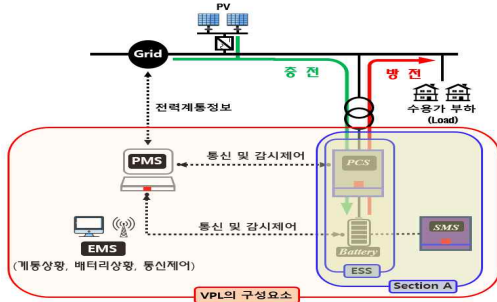 PV
Grid
충 전
방 전
수용가 부하
(Load)
전력계통정보
PMS
통신 및 감시제어
PCS
EMS
통신 및 감시제어
Battery
SMS
(계통상황, 배터리상황, 통신제어)
ESS
Section A
VPL의 구성요소